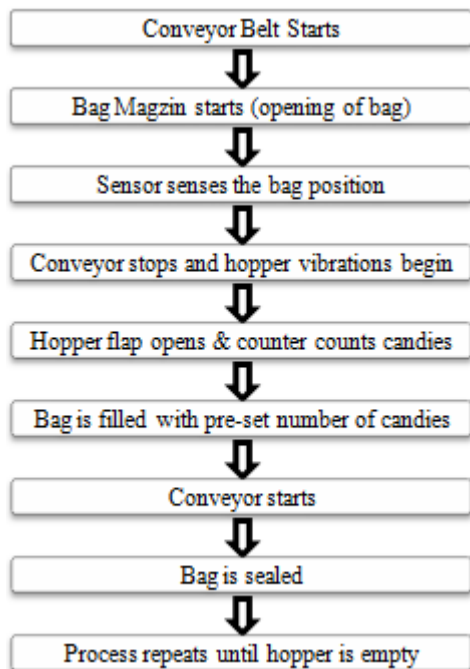 Conveyor Belt Starts
Bag Magzin starts (opening of bag)
Sensor senses the bag position
Conveyor stops and hopper vibrations begin
Hopper flap opens & counter counts candies
Bag is filled with pre-set number of candies
Conveyor starts
Bag is sealed
Process repeats until hopper is empty